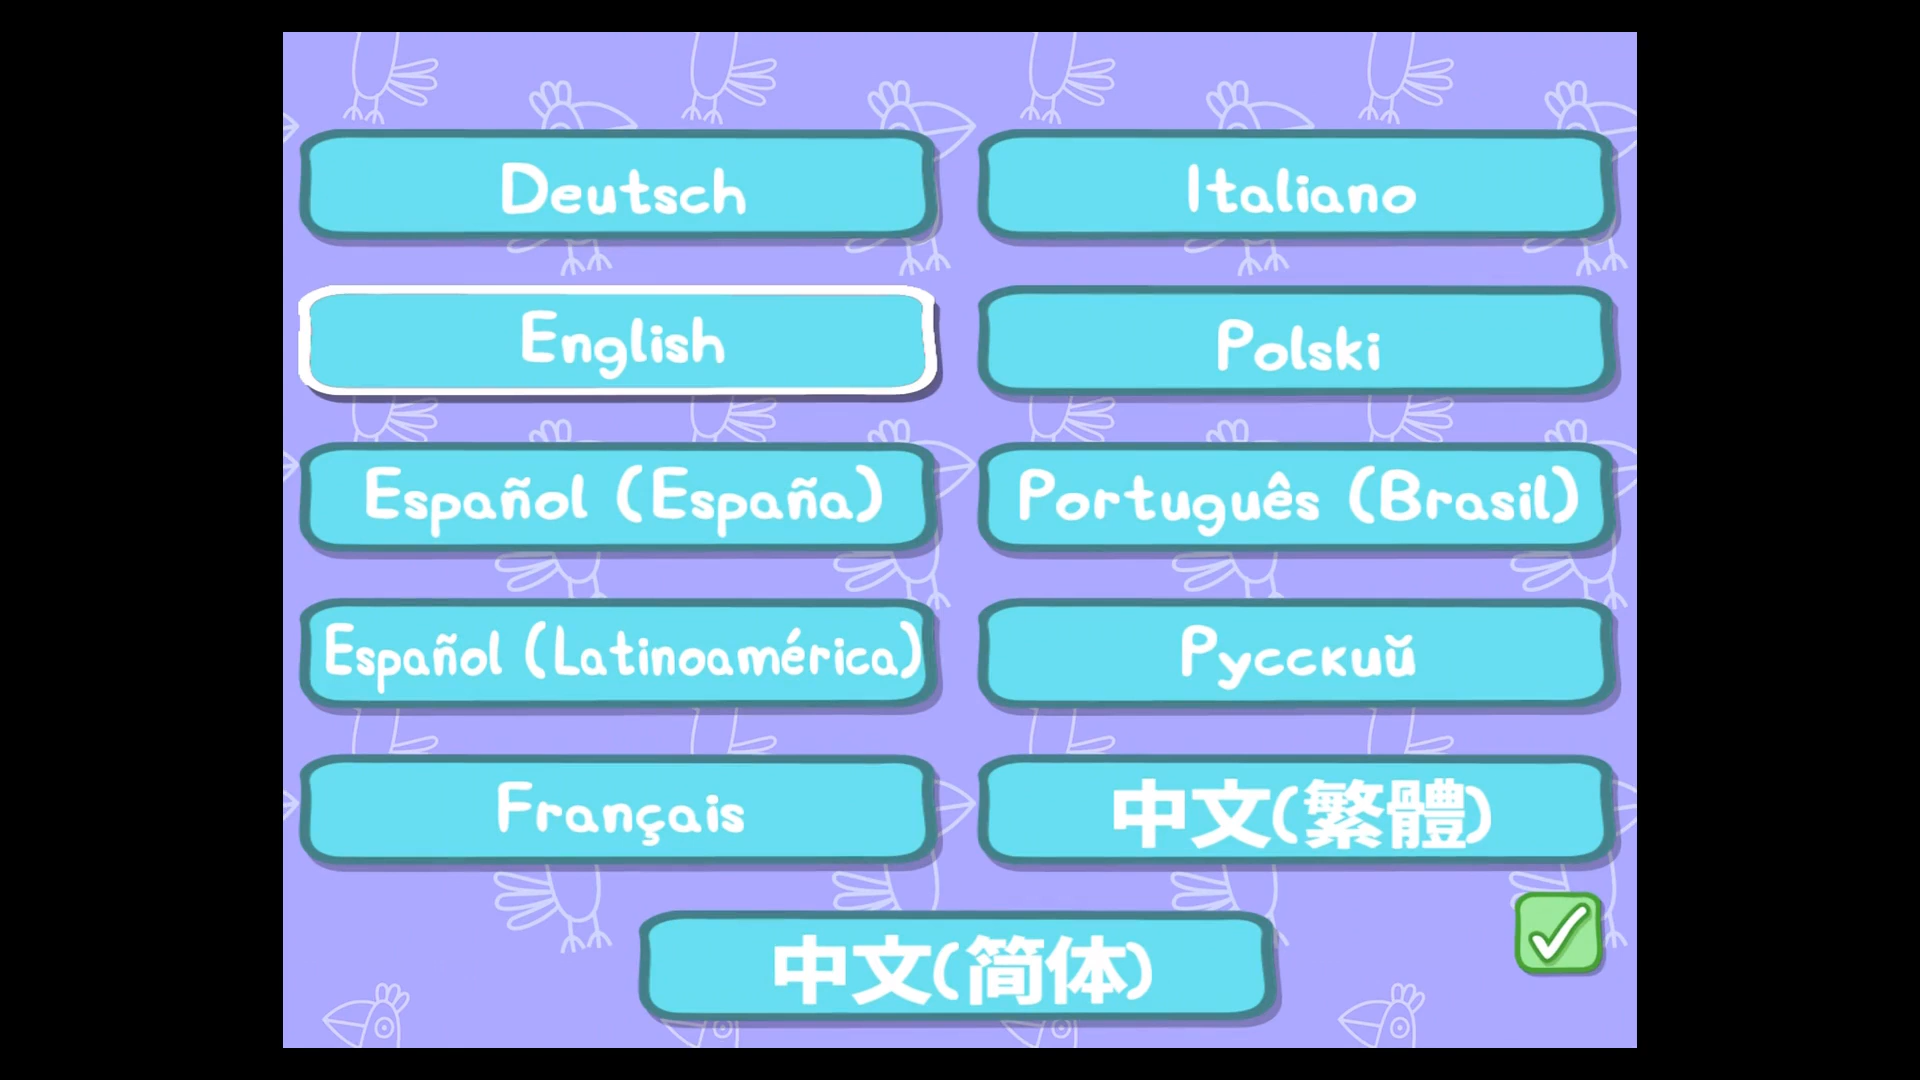 Deutsch
Italiano
English
Polski
Español (España)
Português (Brasil)
Español (Latinoamérica)
Русский
Français
中文(繁體)
中文(简体)